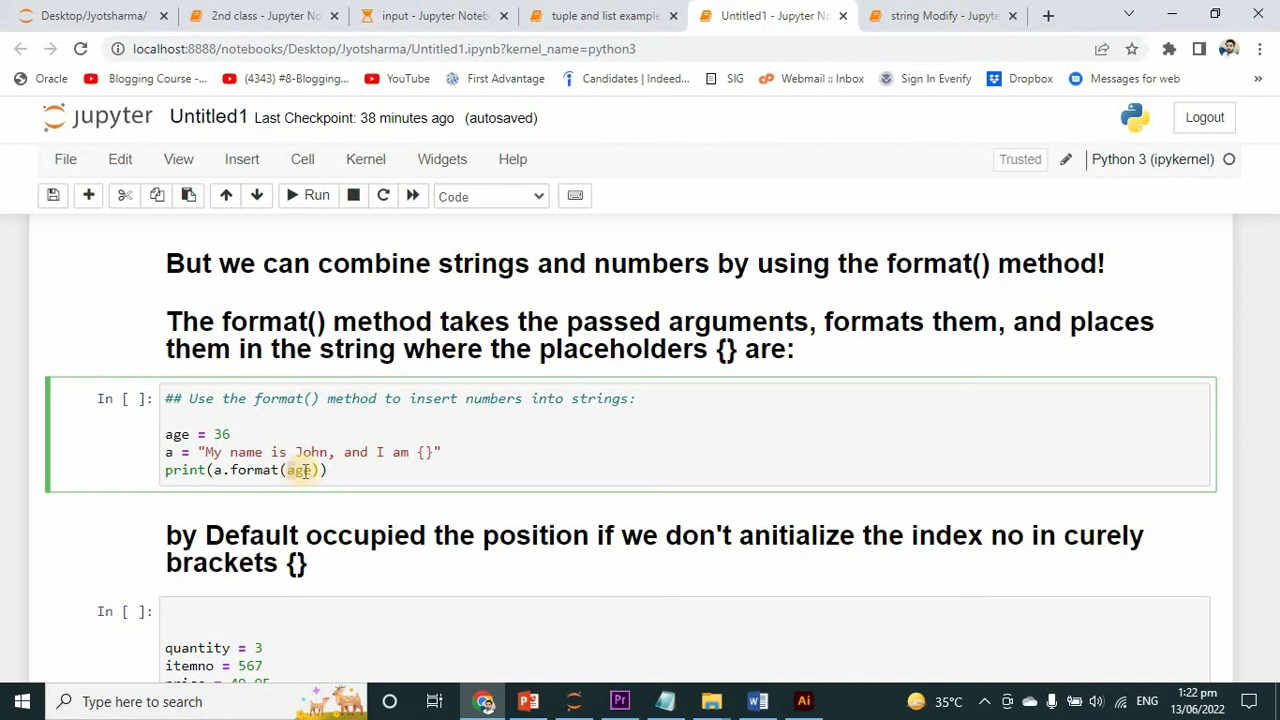 Desktop/Jyotsharma/
2nd class - Jupyter Notebook
input - Jupyter Notebook
tuple and list example
Untitled1 - Jupyter No
string Modify - Jupyte
localhost:8888/notebooks/Desktop/Jyotsharma/Untitled1.ipynb?kernel_name=python3
Oracle
Blogging Course -...
(4343) #8-Blogging...
YouTube
First Advantage
Candidates | Indeed...
SIG
Webmail :: Inbox
Sign In Everify
Dropbox
Messages for web
»
jupyter
Untitled1 Last Checkpoint: 38 minutes ago (autosaved)
Logout
File Edit View Insert Cell Kernel Widgets Help
Trusted
Python 3 (ipykernel)
Run
Code
But we can combine strings and numbers by using the format() method!
The format() method takes the passed arguments, formats them, and places
them in the string where the placeholders {} are:
In [ ]:
## Use the format() method to insert numbers into strings:
age = 36
a = "My name is John, and I am {}"
print(a.format(age))
by Default occupied the position if we don't anitialize the index no in curely
brackets {}
In [ ]:
quantity = 3
itemno = 567
price = 49.95
Type here to search
35°C
ENG
1:22 pm
13/06/2022